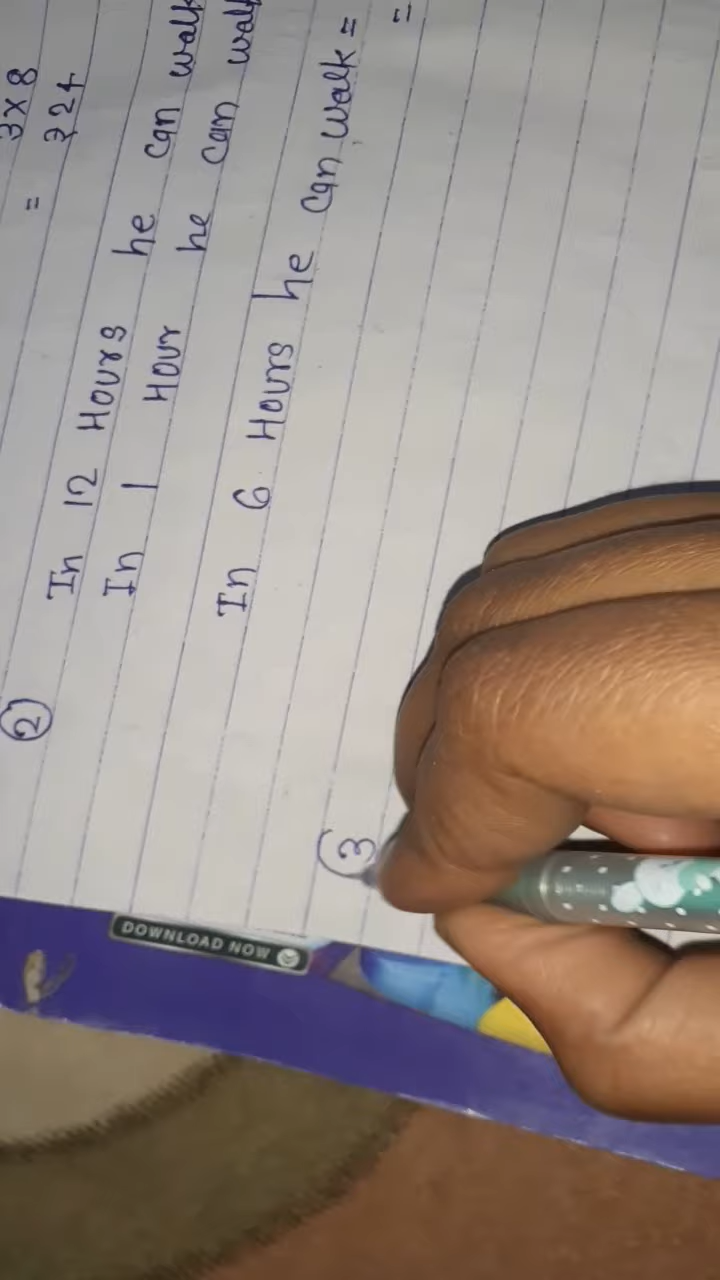 3 × 8
= ₹ 24
② In 12 Hours he can walk
In 1 Hour he can walk
In 6 Hours he can walk =
=
③
DOWNLOAD NOW